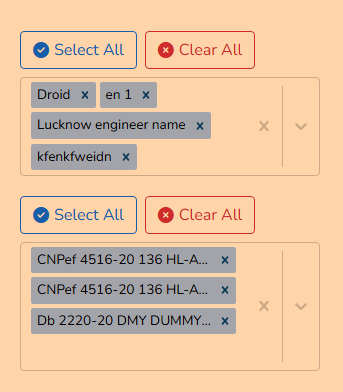 Select All Clear All
Droid en 1
Lucknow engineer name
kfenkfweidn
Select All Clear All
CNPef 4516-20 136 HL-A...
CNPef 4516-20 136 HL-A...
Db 2220-20 DMY DUMMY...